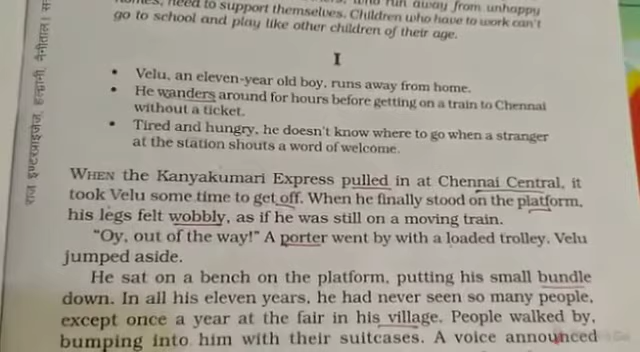 need to support themselves. Children who have to work can't
go to school and play like other children of their age.
I
• Velu, an eleven-year old boy, runs away from home.
• He wanders around for hours before getting on a train to Chennai
without a ticket.
• Tired and hungry, he doesn't know where to go when a stranger
at the station shouts a word of welcome.
WHEN the Kanyakumari Express pulled in at Chennai Central, it
took Velu some time to get off. When he finally stood on the platform,
his legs felt wobbly, as if he was still on a moving train.
"Oy, out of the way!" A porter went by with a loaded trolley. Velu
jumped aside.
He sat on a bench on the platform, putting his small bundle
down. In all his eleven years, he had never seen so many people,
except once a year at the fair in his village. People walked by,
bumping into him with their suitcases. A voice announced
राज इण्टरप्राइजेज, हल्द्वानी, नैनीताल।